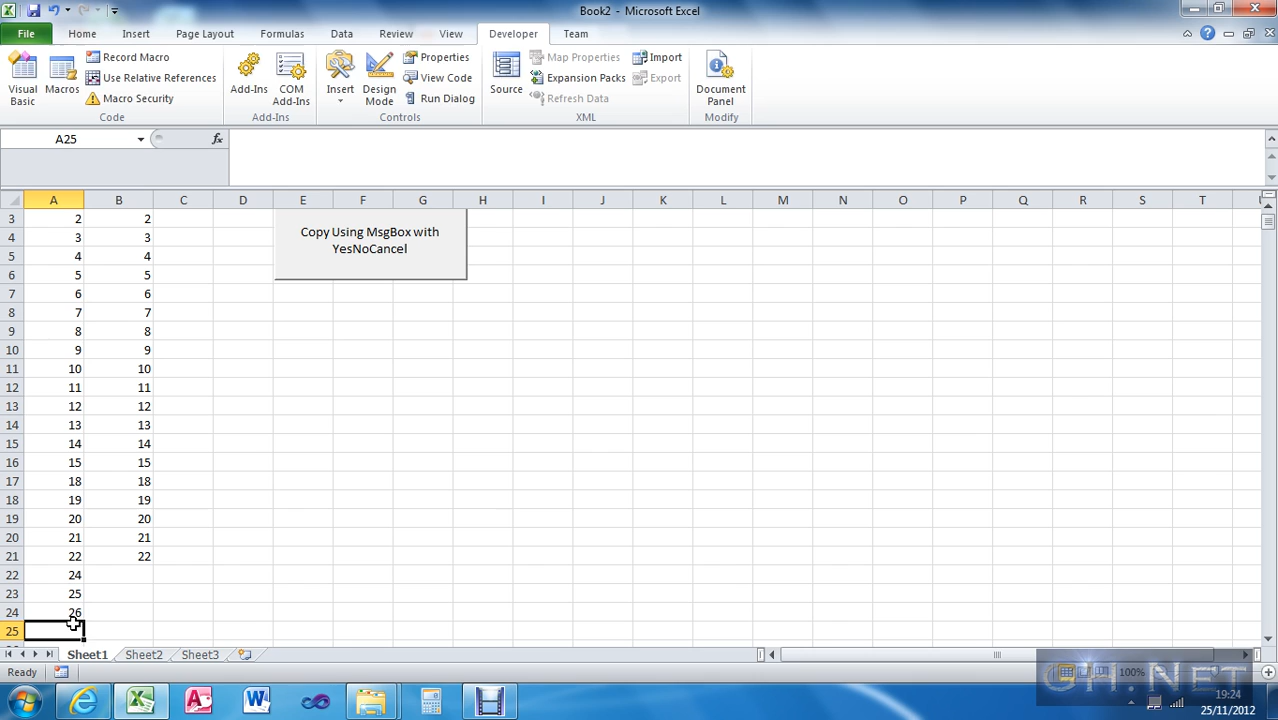 Book2 - Microsoft Excel
File Home Insert Page Layout Formulas Data Review View Developer Team
Visual Basic
Macros
Record Macro
Use Relative References
Macro Security
Code
Add-Ins
COM Add-Ins
Add-Ins
Insert
Design Mode
Properties
View Code
Run Dialog
Controls
Source
Map Properties
Expansion Packs
Refresh Data
Import
Export
XML
Document Panel
Modify
A25 fx
A B C D E F G H I J K L M N O P Q R S T
3 2 2
4 3 3
5 4 4
6 5 5
7 6 6
8 7 7
9 8 8
10 9 9
11 10 10
12 11 11
13 12 12
14 13 13
15 14 14
16 15 15
17 18 18
18 19 19
19 20 20
20 21 21
21 22 22
22 24
23 25
24 26
25
Copy Using MsgBox with
YesNoCancel
Sheet1 Sheet2 Sheet3
Ready
100%
19:24
25/11/2012